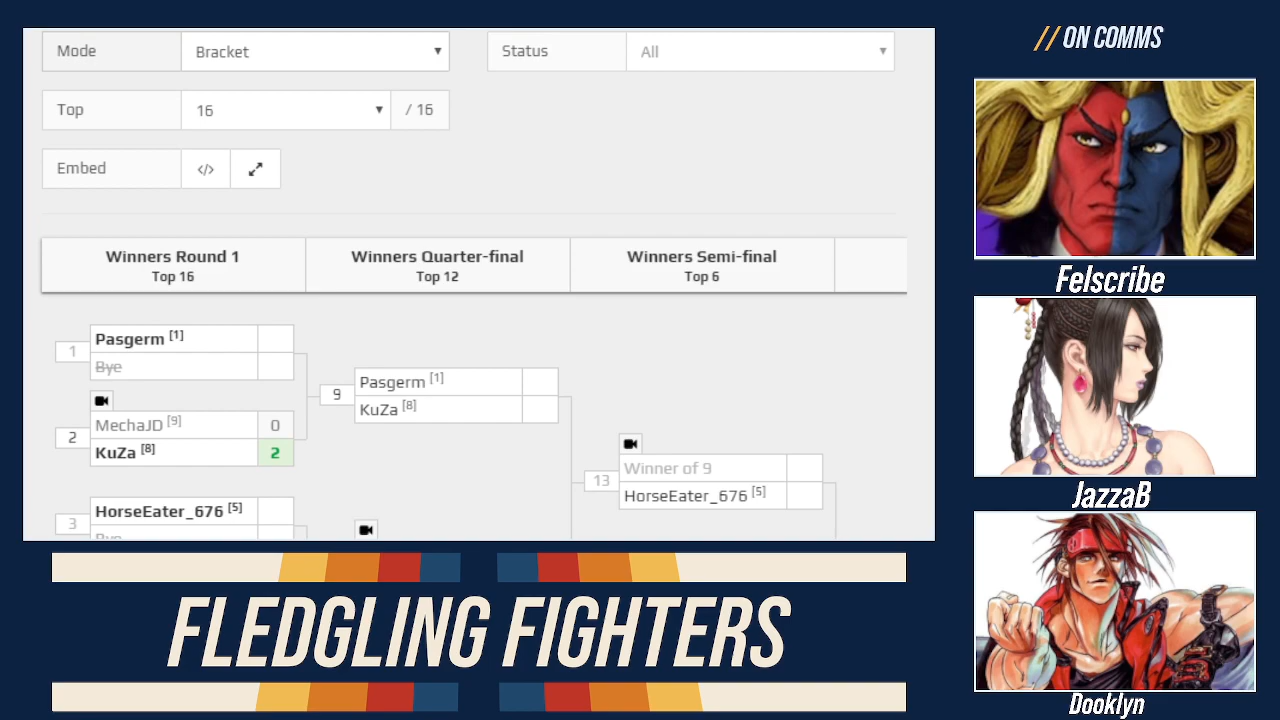 // ON COMMS
Mode Bracket Status All
Top 16 / 16
Embed </>
Winners Round 1 Winners Quarter-final Winners Semi-final
Top 16 Top 12 Top 6
1 Pasgerm [1]
Bye
9 Pasgerm [1]
KuZa [8]
2 MechaJD [9] 0
KuZa [8] 2
13 Winner of 9
HorseEater_676 [5]
3 HorseEater_676 [5]
Bye
Felscribe
JazzaB
Dooklyn
FLEDGLING FIGHTERS